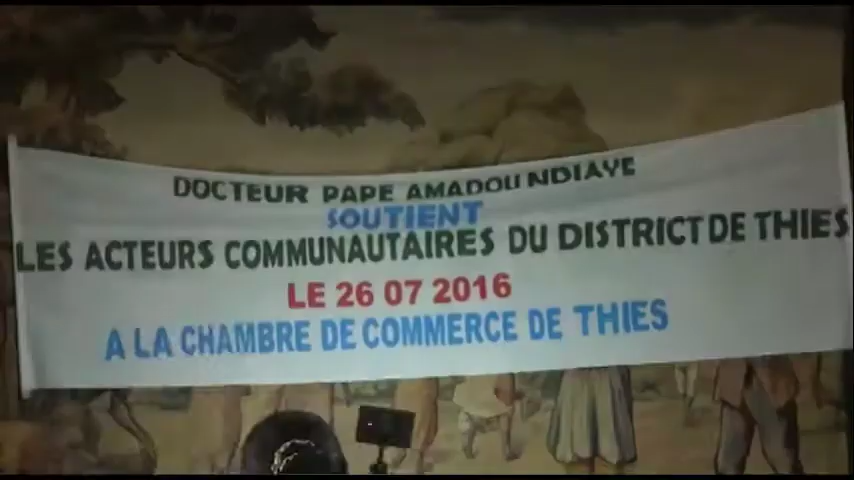 DOCTEUR PAPE AMADOU NDIAYE
SOUTIENT
LES ACTEURS COMMUNAUTAIRES DU DISTRICT DE THIES
LE 26 07 2016
A LA CHAMBRE DE COMMERCE DE THIES